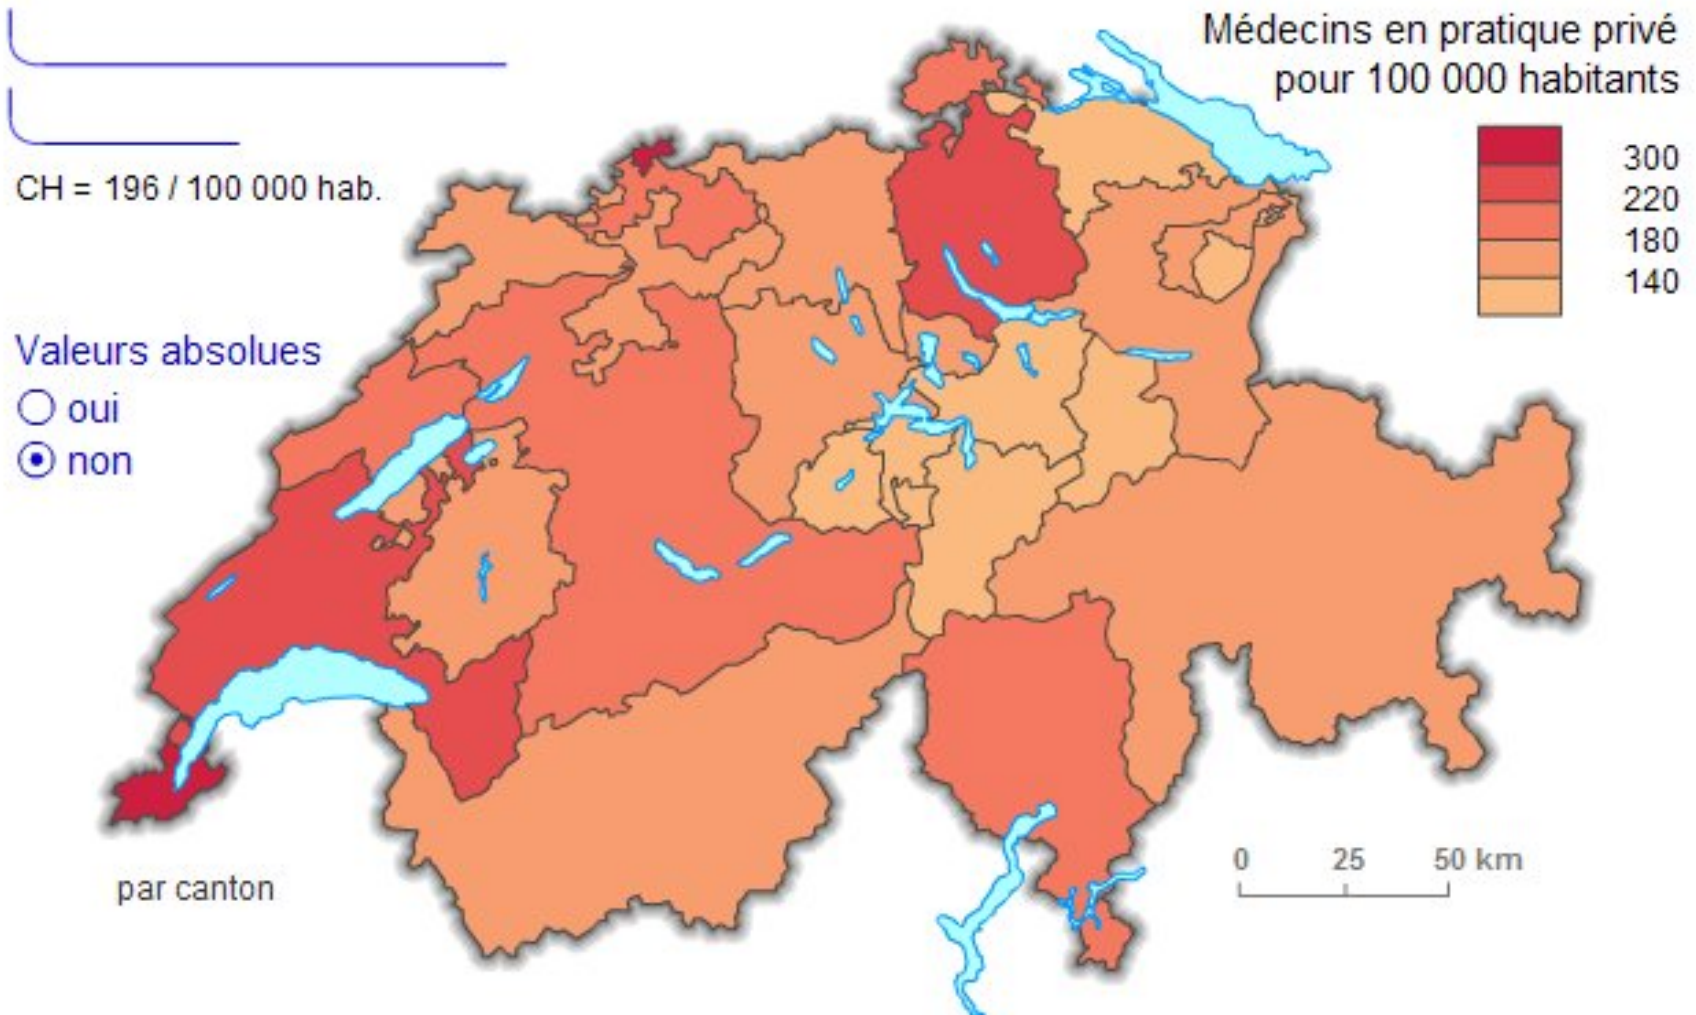 Médecins en pratique privé
pour 100 000 habitants
300
220
180
140
CH = 196 / 100 000 hab.
Valeurs absolues
oui
non
par canton
0 25 50 km